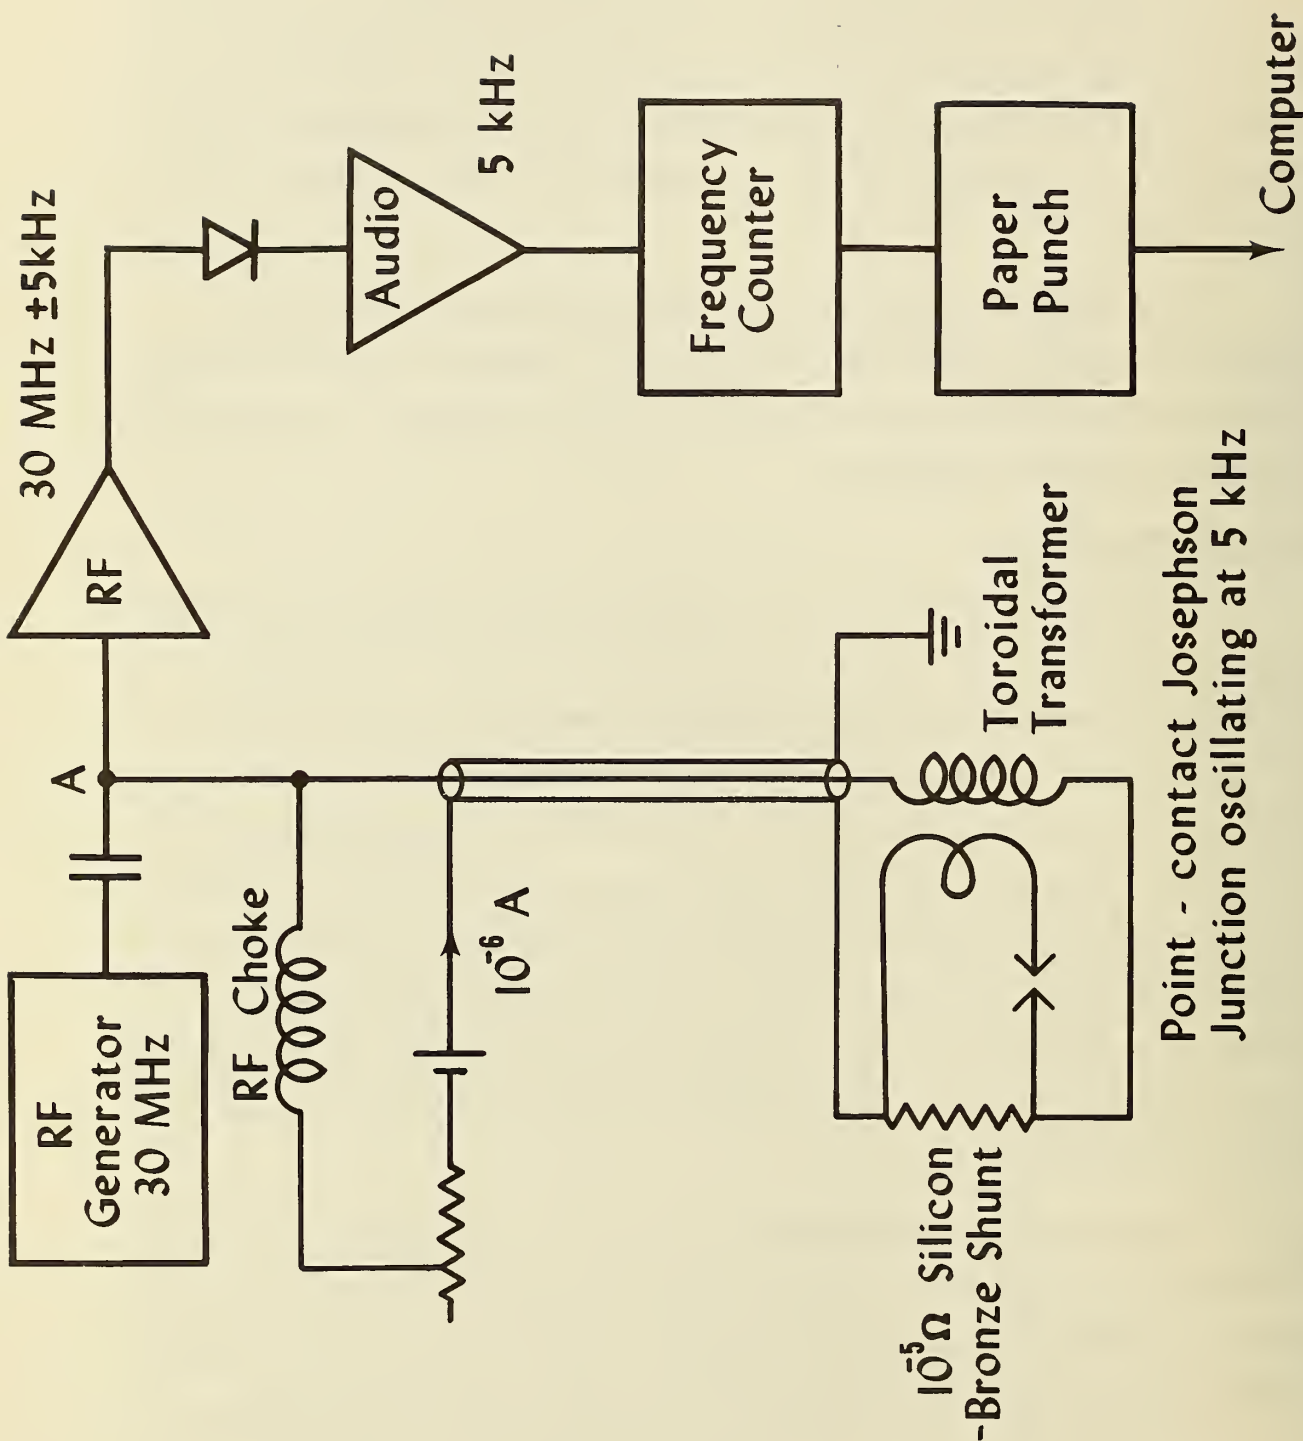 RF
Generator
30 MHz
A
RF
30 MHz ±5kHz
RF Choke
10⁻⁶ A
Audio
5 kHz
Frequency
Counter
Paper
Punch
Computer
10⁻⁵Ω Silicon
-Bronze Shunt
Toroidal
Transformer
Point - contact Josephson
Junction oscillating at 5 kHz